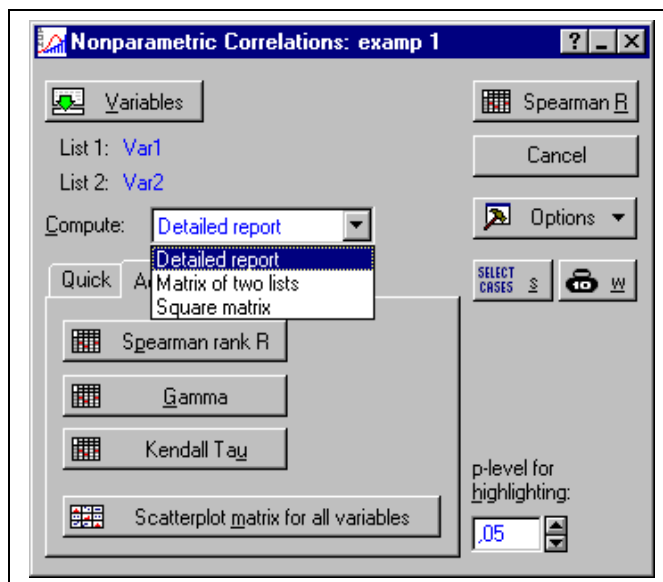 Nonparametric Correlations: examp 1
Variables
Spearman R
List 1: Var1
Cancel
List 2: Var2
Compute: Detailed report
Options
Detailed report
Matrix of two lists
Square matrix
SELECT CASES S
W
Quick
Spearman rank R
Gamma
Kendall Tau
Scatterplot matrix for all variables
p-level for
highlighting:
,05